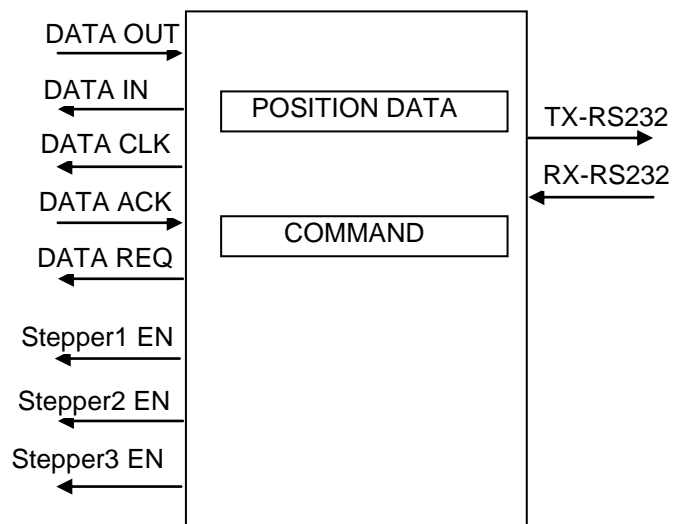 DATA OUT
DATA IN
POSITION DATA
TX-RS232
DATA CLK
RX-RS232
DATA ACK
COMMAND
DATA REQ
Stepper1 EN
Stepper2 EN
Stepper3 EN